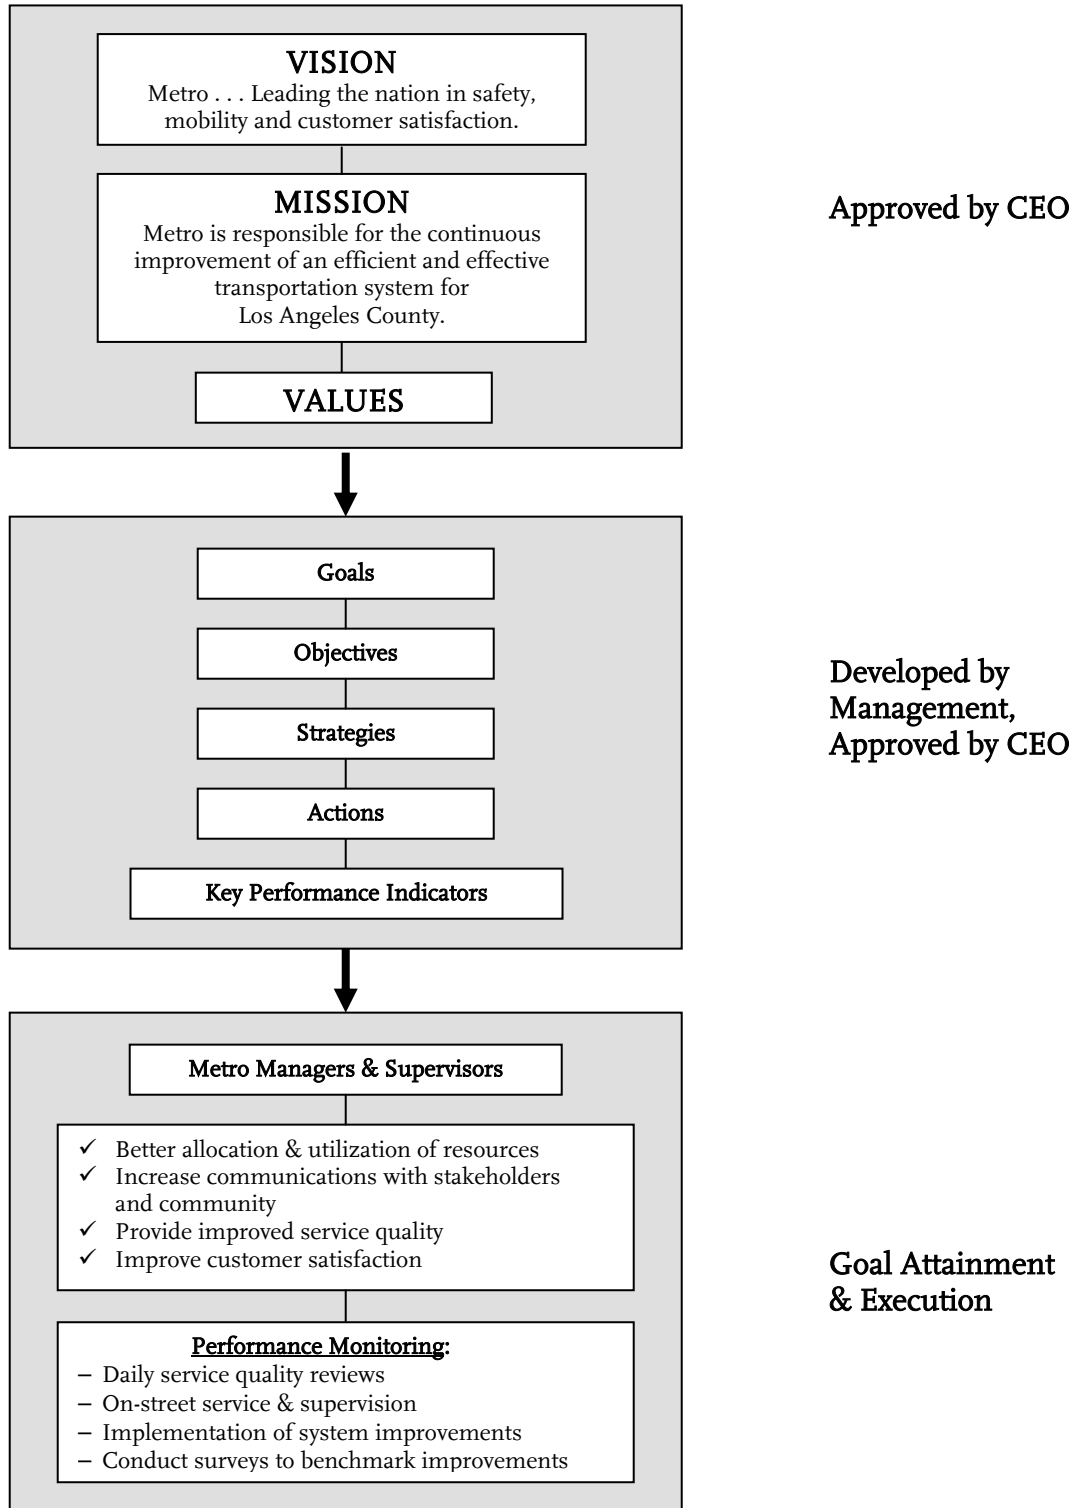 VISION
Metro . . . Leading the nation in safety,
mobility and customer satisfaction.
MISSION
Metro is responsible for the continuous
improvement of an efficient and effective
transportation system for
Los Angeles County.
VALUES
Approved by CEO
Goals
Objectives
Strategies
Actions
Key Performance Indicators
Developed by
Management,
Approved by CEO
Metro Managers & Supervisors
✓ Better allocation & utilization of resources
✓ Increase communications with stakeholders
and community
✓ Provide improved service quality
✓ Improve customer satisfaction
Performance Monitoring:
– Daily service quality reviews
– On-street service & supervision
– Implementation of system improvements
– Conduct surveys to benchmark improvements
Goal Attainment
& Execution